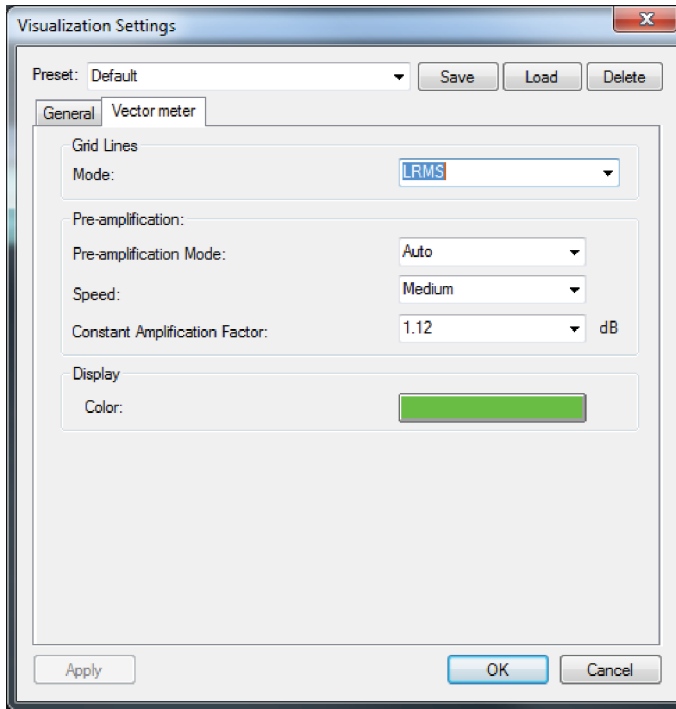 Visualization Settings
Preset: Default Save Load Delete
General Vector meter
Grid Lines
Mode: LRMS
Pre-amplification:
Pre-amplification Mode: Auto
Speed: Medium
Constant Amplification Factor: 1.12 dB
Display
Color:
Apply OK Cancel